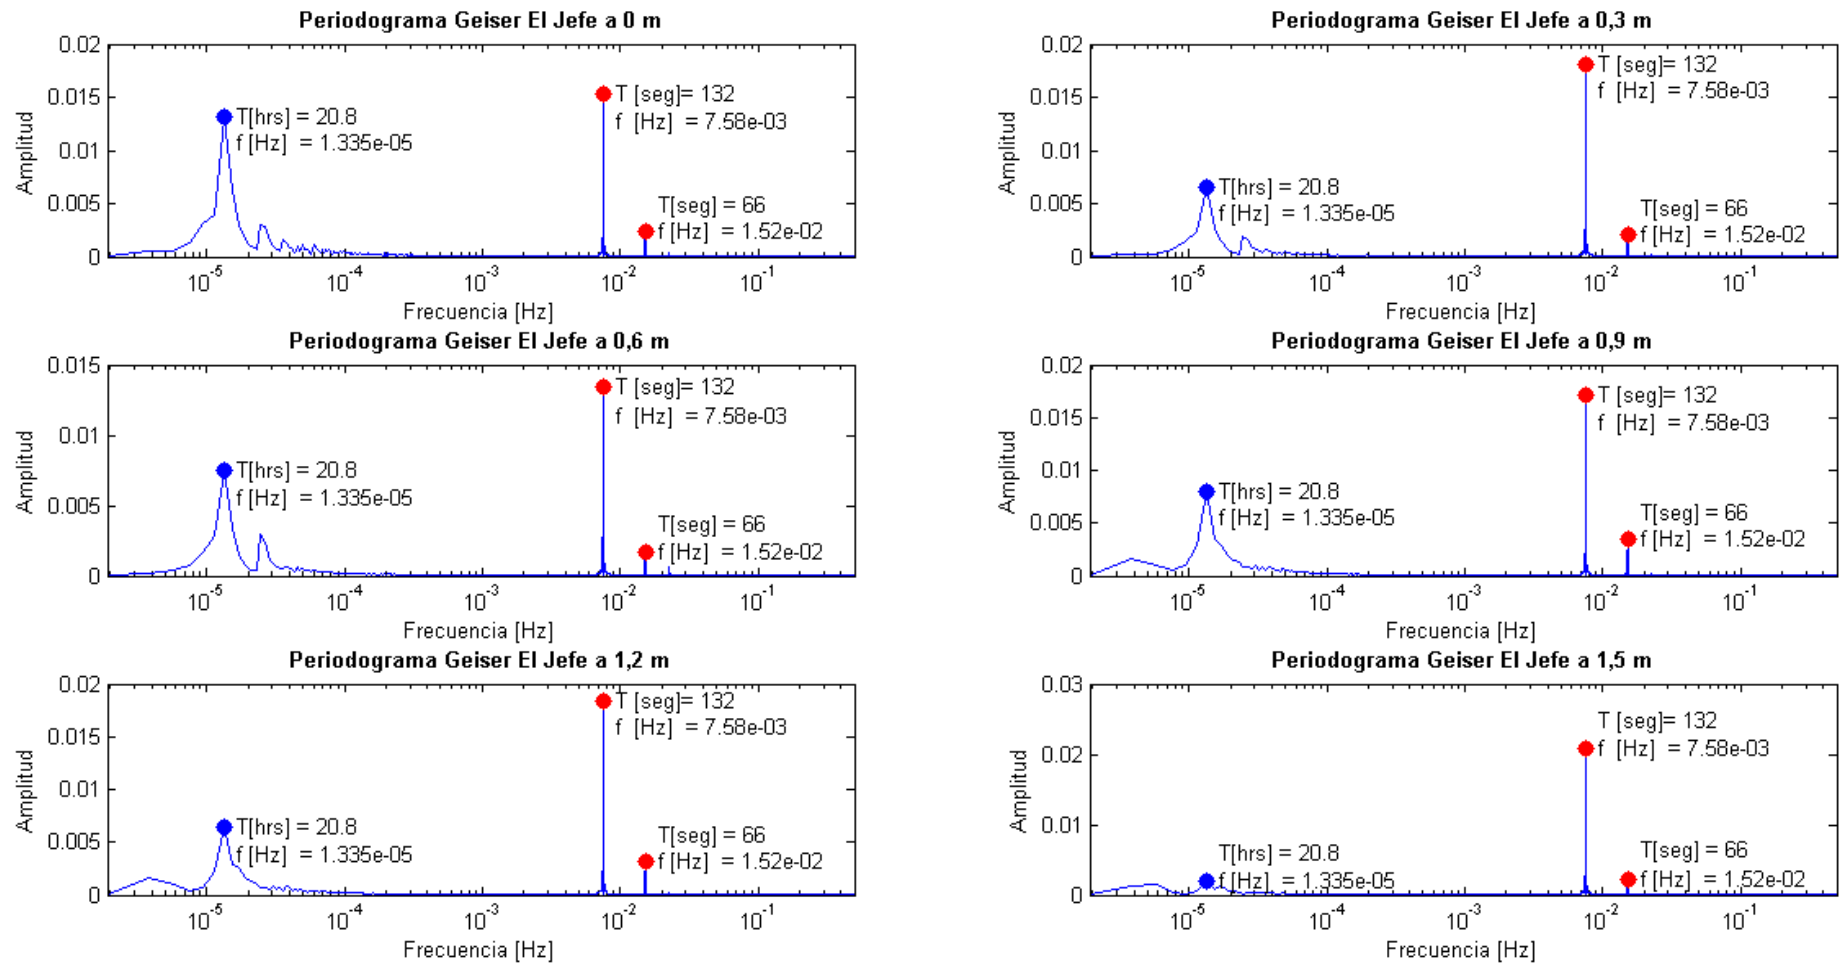 Periodograma Geiser El Jefe a 0 m
0.02
0.015
0.01
0.005
0
Amplitud
T[hrs] = 20.8
f [Hz] = 1.335e-05
T [seg]= 132
f [Hz] = 7.58e-03
T[seg] = 66
f [Hz] = 1.52e-02
10^-5 10^-4 10^-3 10^-2 10^-1
Frecuencia [Hz]
Periodograma Geiser El Jefe a 0,3 m
0.02
0.015
0.01
0.005
0
Amplitud
T[hrs] = 20.8
f [Hz] = 1.335e-05
T [seg]= 132
f [Hz] = 7.58e-03
T[seg] = 66
f [Hz] = 1.52e-02
10^-5 10^-4 10^-3 10^-2 10^-1
Frecuencia [Hz]
Periodograma Geiser El Jefe a 0,6 m
0.015
0.01
0.005
0
Amplitud
T[hrs] = 20.8
f [Hz] = 1.335e-05
T [seg]= 132
f [Hz] = 7.58e-03
T[seg] = 66
f [Hz] = 1.52e-02
10^-5 10^-4 10^-3 10^-2 10^-1
Frecuencia [Hz]
Periodograma Geiser El Jefe a 0,9 m
0.02
0.015
0.01
0.005
0
Amplitud
T[hrs] = 20.8
f [Hz] = 1.335e-05
T [seg]= 132
f [Hz] = 7.58e-03
T[seg] = 66
f [Hz] = 1.52e-02
10^-5 10^-4 10^-3 10^-2 10^-1
Frecuencia [Hz]
Periodograma Geiser El Jefe a 1,2 m
0.02
0.015
0.01
0.005
0
Amplitud
T[hrs] = 20.8
f [Hz] = 1.335e-05
T [seg]= 132
f [Hz] = 7.58e-03
T[seg] = 66
f [Hz] = 1.52e-02
10^-5 10^-4 10^-3 10^-2 10^-1
Frecuencia [Hz]
Periodograma Geiser El Jefe a 1,5 m
0.03
0.02
0.01
0
Amplitud
T[hrs] = 20.8
f [Hz] = 1.335e-05
T [seg]= 132
f [Hz] = 7.58e-03
T[seg] = 66
f [Hz] = 1.52e-02
10^-5 10^-4 10^-3 10^-2 10^-1
Frecuencia [Hz]